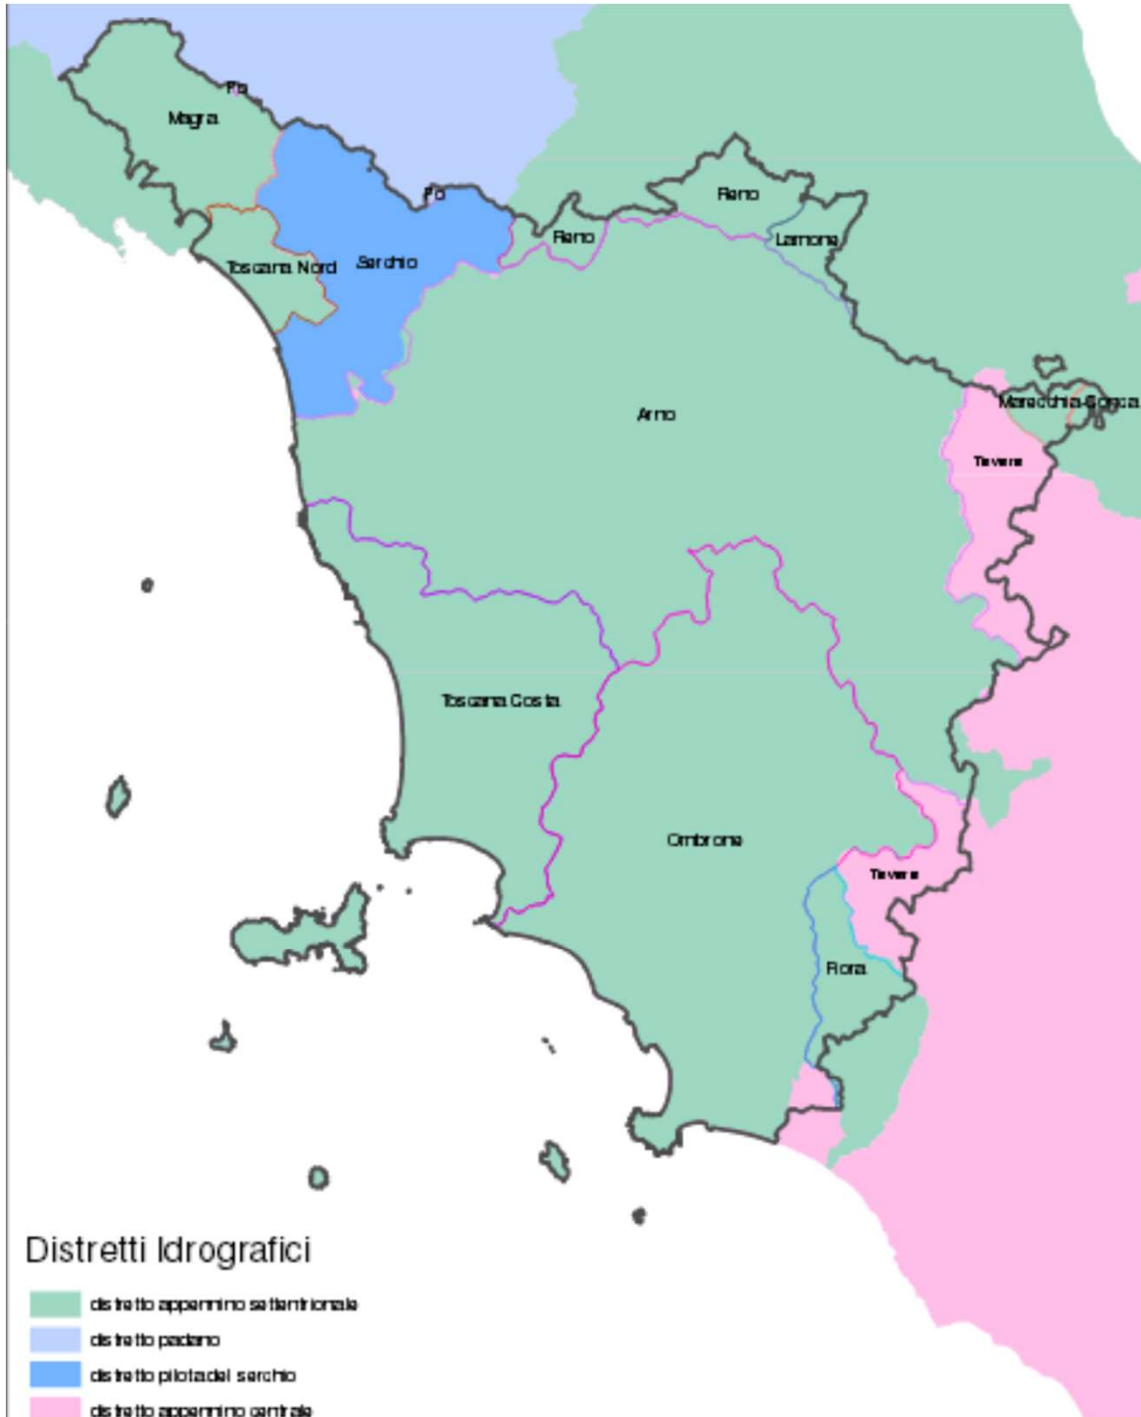 Po
Magra
Po
Reno
Reno
Lamone
Toscana Nord
Serchio
Marecchia-Conca
Arno
Tevere
Toscana Costa
Ombrone
Tevere
Fiora
Distretti Idrografici
distretto appennino settentrionale
distretto padano
distretto pilota del serchio
distretto appennino centrale